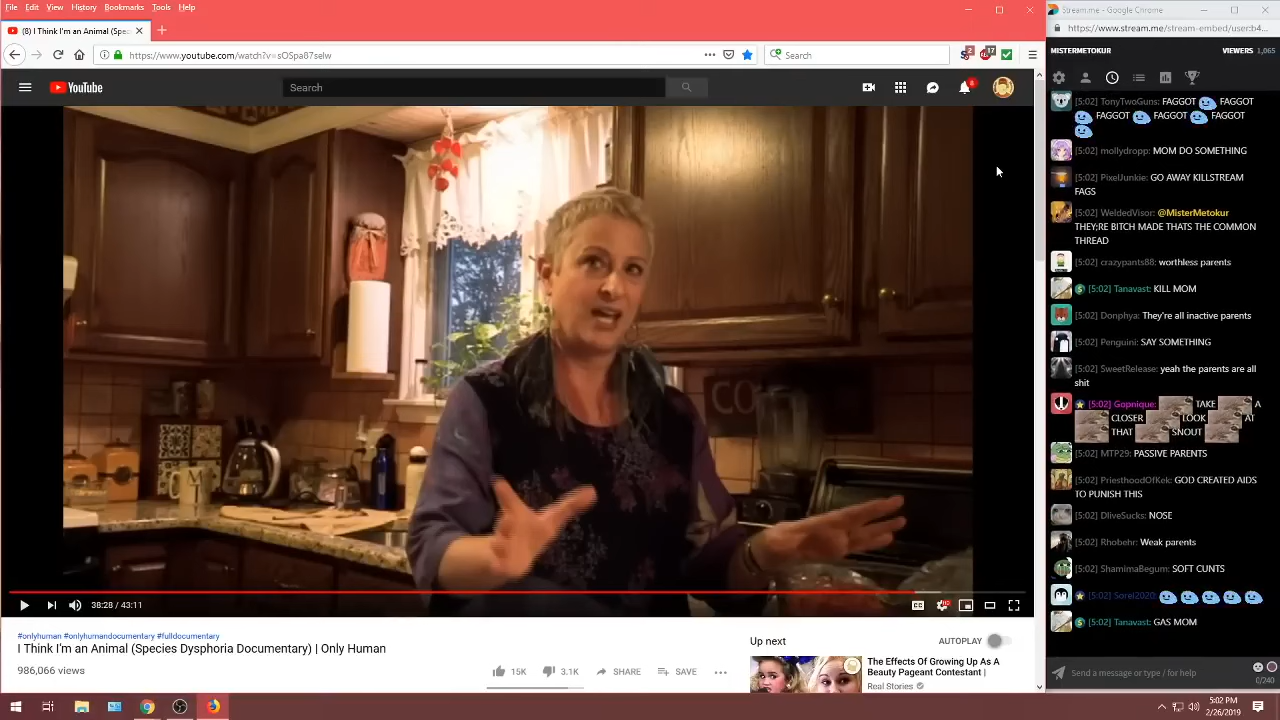 File Edit View History Bookmarks Tools Help
(8) I Think I'm an Animal (Spec
https://www.youtube.com/watch?v=sOSpa87selw
Search
2
17
YouTube
Search
8
38:28 / 43:11
CC
HD
#onlyhuman #onlyhumandocumentary #fulldocumentary
I Think I'm an Animal (Species Dysphoria Documentary) | Only Human
986,066 views
15K
3.1K
SHARE
SAVE
Up next
AUTOPLAY
The Effects Of Growing Up As A
Beauty Pageant Contestant |
Real Stories
Stream.me - Google Chrome
https://www.stream.me/stream-embed/userb4...
MISTERMETOKUR
VIEWERS 1,065
[5:02] TonyTwoGuns: FAGGOT FAGGOT
FAGGOT FAGGOT FAGGOT
[5:02] mollydropp: MOM DO SOMETHING
[5:02] PixelJunkie: GO AWAY KILLSTREAM
FAGS
[5:02] WeldedVisor: @MisterMetokur
THEY;RE BITCH MADE THATS THE COMMON
THREAD
[5:02] crazypants88: worthless parents
[5:02] Tanavast: KILL MOM
[5:02] Donphya: They're all inactive parents
[5:02] Penguini: SAY SOMETHING
[5:02] SweetRelease: yeah the parents are all
shit
[5:02] Gopnique: TAKE A
CLOSER LOOK AT
THAT SNOUT
[5:02] MTP29: PASSIVE PARENTS
[5:02] PriesthoodOfKek: GOD CREATED AIDS
TO PUNISH THIS
[5:02] DliveSucks: NOSE
[5:02] Rhobehr: Weak parents
[5:02] ShamimaBegum: SOFT CUNTS
[5:02] Sorei2020:
[5:02] Tanavast: GAS MOM
Send a message or type / for help
0/240
5:02 PM
2/26/2019